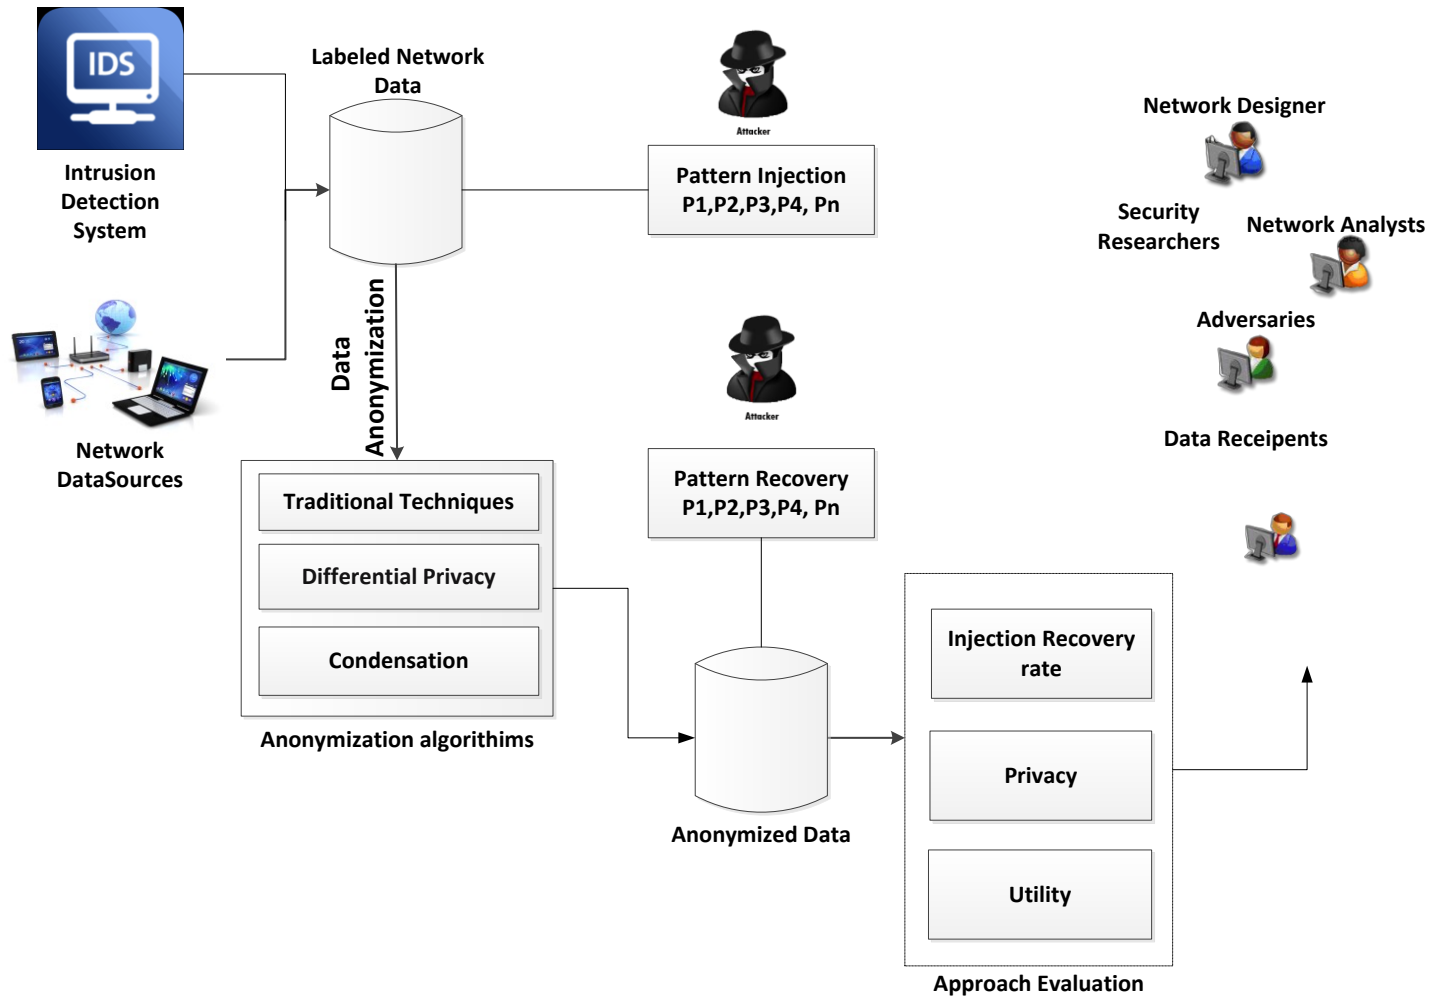 IDS
Intrusion
Detection
System
Labeled Network
Data
Attacker
Pattern Injection
P1,P2,P3,P4, Pn
Network Designer
Security
Researchers
Network Analysts
Adversaries
Data Receipents
Network
DataSources
Data
Anonymization
Attacker
Pattern Recovery
P1,P2,P3,P4, Pn
Traditional Techniques
Differential Privacy
Condensation
Anonymization algorithims
Anonymized Data
Injection Recovery
rate
Privacy
Utility
Approach Evaluation